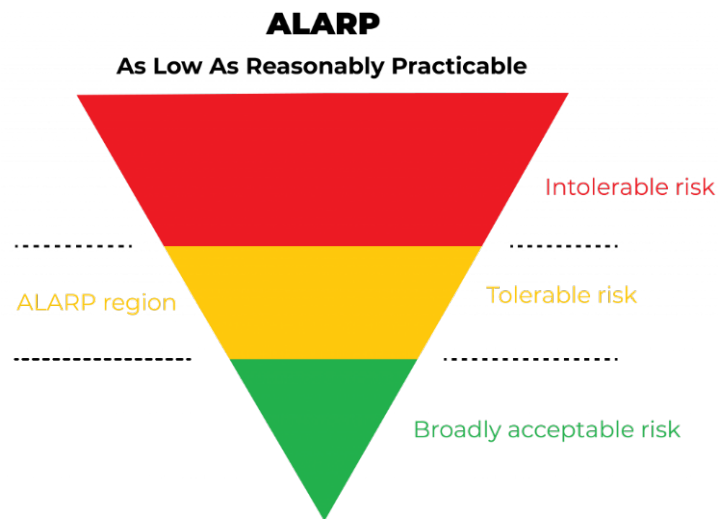 ALARP
As Low As Reasonably Practicable
Intolerable risk
ALARP region
Tolerable risk
Broadly acceptable risk